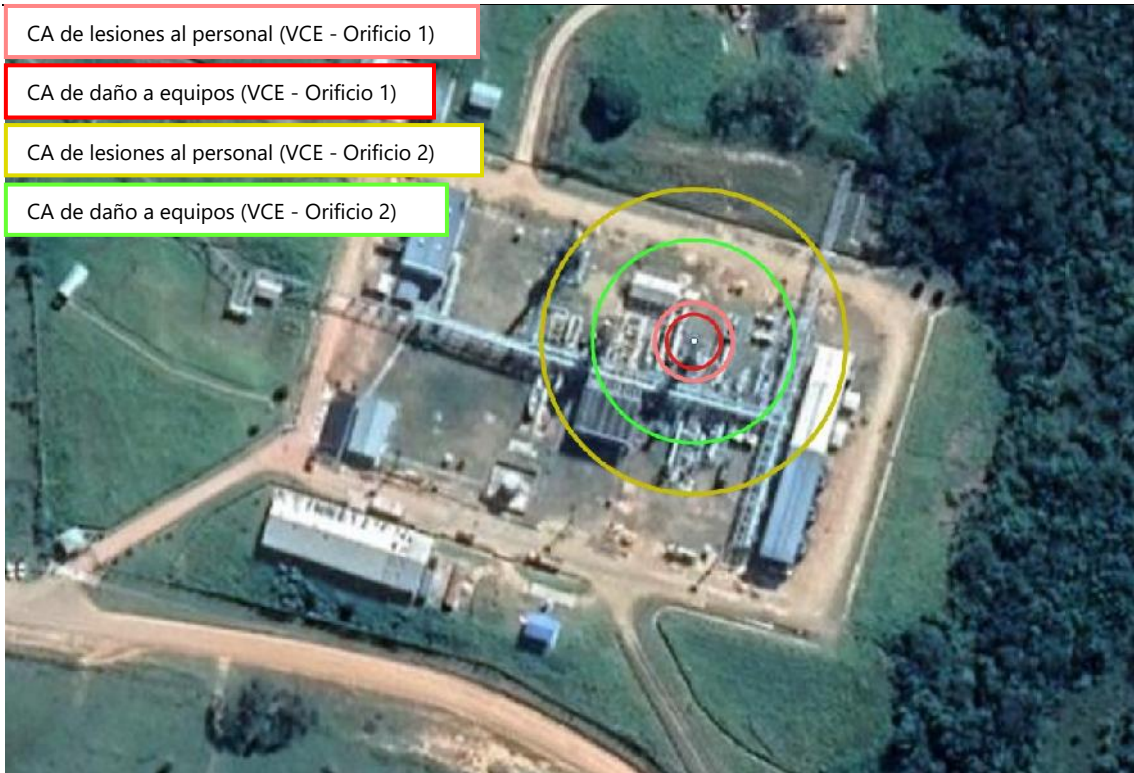 CA de lesiones al personal (VCE - Orificio 1)
CA de daño a equipos (VCE - Orificio 1)
CA de lesiones al personal (VCE - Orificio 2)
CA de daño a equipos (VCE - Orificio 2)